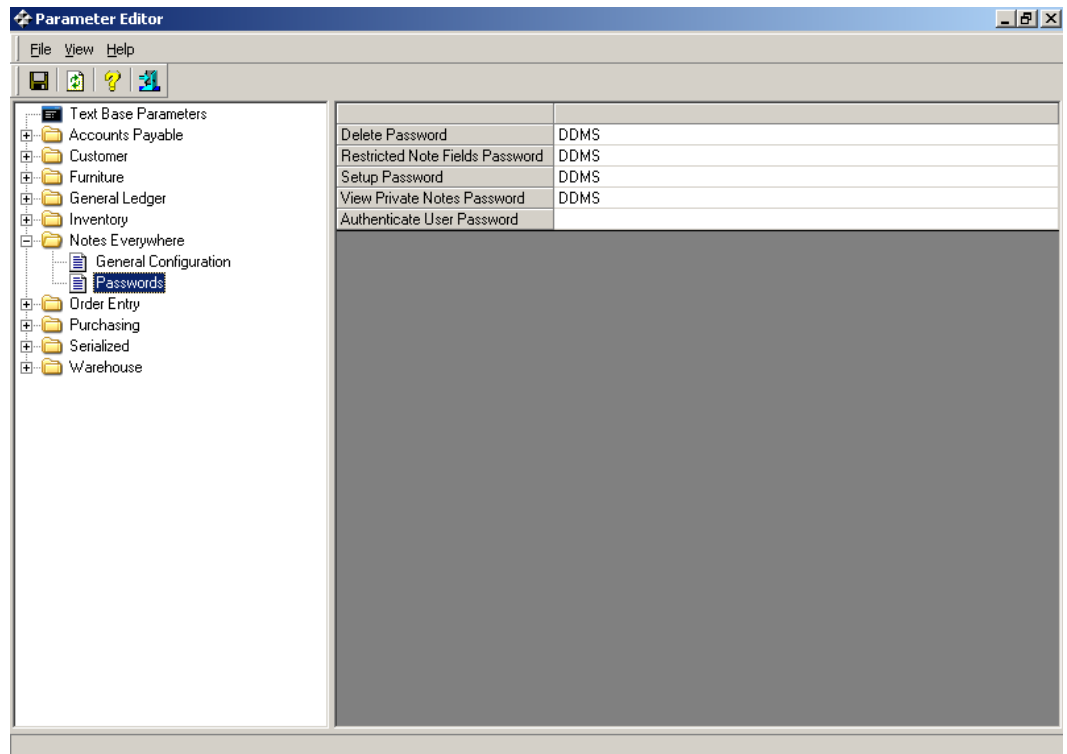 Parameter Editor
File View Help
Text Base Parameters
Accounts Payable
Customer
Furniture
General Ledger
Inventory
Notes Everywhere
General Configuration
Passwords
Order Entry
Purchasing
Serialized
Warehouse
Delete Password DDMS
Restricted Note Fields Password DDMS
Setup Password DDMS
View Private Notes Password DDMS
Authenticate User Password